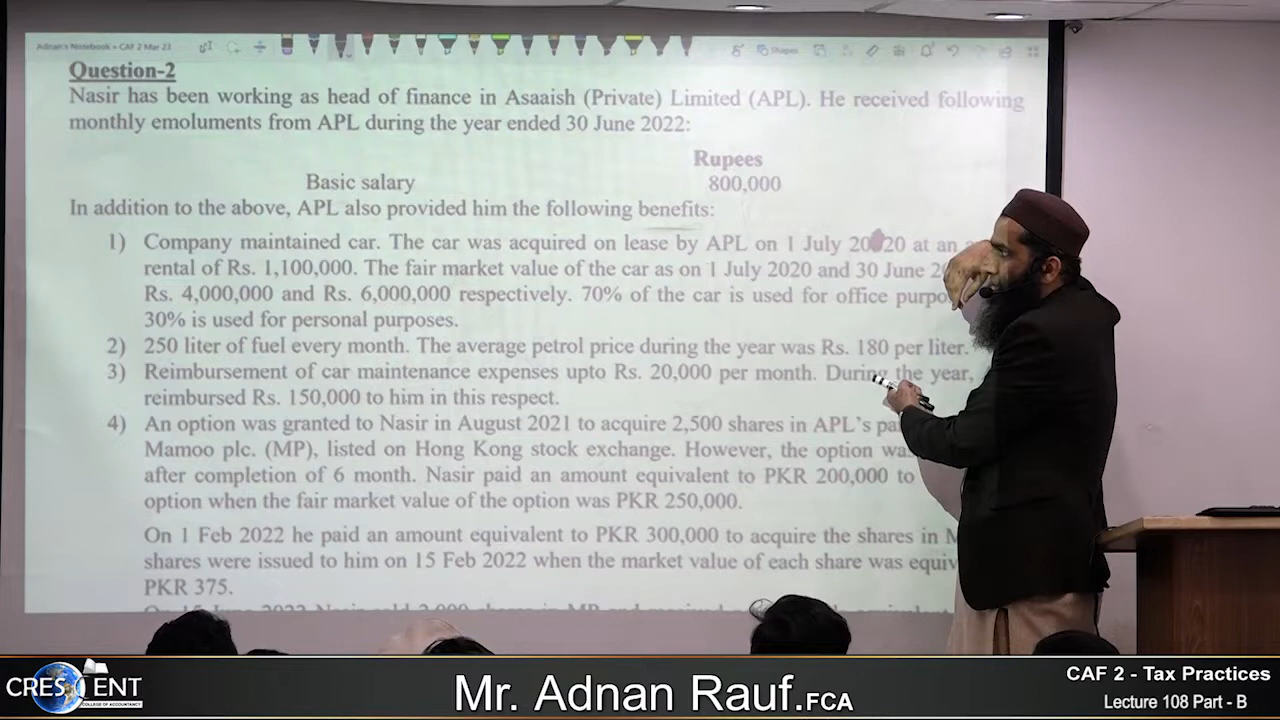 Adnan's Notebook » CAF 2 Mar 23
Shapes
Question-2
Nasir has been working as head of finance in Asaaish (Private) Limited (APL). He received following
monthly emoluments from APL during the year ended 30 June 2022:
Rupees
Basic salary 800,000
In addition to the above, APL also provided him the following benefits:
1) Company maintained car. The car was acquired on lease by APL on 1 July 2020 at an
rental of Rs. 1,100,000. The fair market value of the car as on 1 July 2020 and 30 June
Rs. 4,000,000 and Rs. 6,000,000 respectively. 70% of the car is used for office
30% is used for personal purposes.
2) 250 liter of fuel every month. The average petrol price during the year was Rs. 180 per liter.
3) Reimbursement of car maintenance expenses upto Rs. 20,000 per month. During the year,
reimbursed Rs. 150,000 to him in this respect.
4) An option was granted to Nasir in August 2021 to acquire 2,500 shares in APL's
Mamoo plc. (MP), listed on Hong Kong stock exchange. However, the option
after completion of 6 month. Nasir paid an amount equivalent to PKR 200,000 to
option when the fair market value of the option was PKR 250,000.
On 1 Feb 2022 he paid an amount equivalent to PKR 300,000 to acquire the shares in
shares were issued to him on 15 Feb 2022 when the market value of each share was
PKR 375.
CRESCENT
COLLEGE OF ACCOUNTANCY
Mr. Adnan Rauf.FCA
CAF 2 - Tax Practices
Lecture 108 Part - B